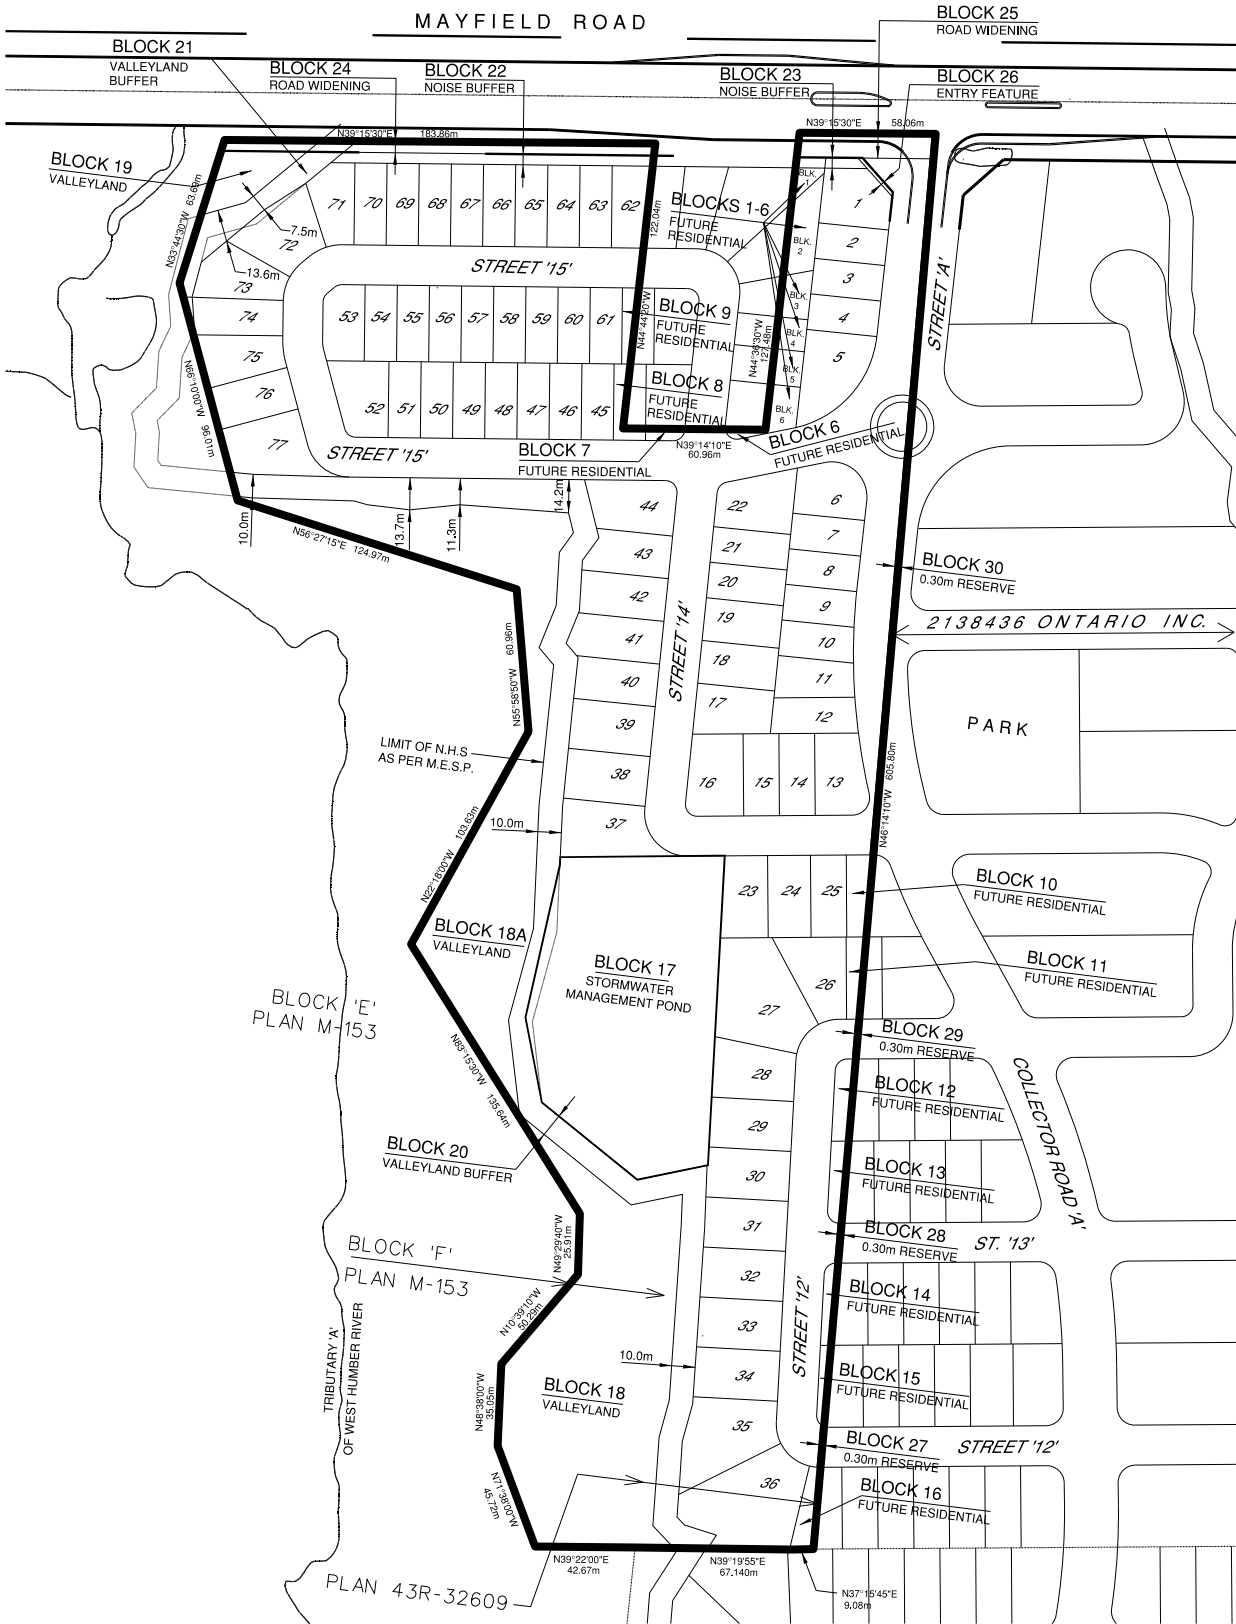 MAYFIELD ROAD
BLOCK 25
ROAD WIDENING
BLOCK 21
VALLEYLAND
BUFFER
BLOCK 24
ROAD WIDENING
BLOCK 22
NOISE BUFFER
BLOCK 23
NOISE BUFFER
BLOCK 26
ENTRY FEATURE
N39°15'30"E 183.86m
N39°15'30"E 58.06m
BLOCK 19
VALLEYLAND
N33°44'30"W 63.69m
7.5m
13.6m
71
70
69
68
67
66
65
64
63
62
122.04m
N44°44'20"W
BLOCKS 1-6
FUTURE
RESIDENTIAL
BLK.
1
BLK.
2
BLK.
3
BLK.
4
BLK.
5
BLK.
6
1
2
3
4
5
72
73
74
75
76
77
STREET '15'
STREET 'A'
53
54
55
56
57
58
59
60
61
BLOCK 9
FUTURE
RESIDENTIAL
N44°36'30"W
127.48m
52
51
50
49
48
47
46
45
BLOCK 8
FUTURE
RESIDENTIAL
N66°10'00"W 96.01m
STREET '15'
BLOCK 7
FUTURE RESIDENTIAL
N39°14'10"E
60.96m
BLOCK 6
FUTURE RESIDENTIAL
10.0m
13.7m
11.3m
14.2m
N56°27'15"E 124.97m
44
43
42
41
40
39
38
37
22
21
20
19
18
17
6
7
8
9
10
11
12
16
15
14
13
STREET '14'
BLOCK 30
0.30m RESERVE
2138436 ONTARIO INC.
PARK
N55°58'50"W 60.96m
LIMIT OF N.H.S
AS PER M.E.S.P.
N46°14'10"W 605.80m
10.0m
N22°18'00"W 103.63m
23
24
25
BLOCK 10
FUTURE RESIDENTIAL
BLOCK 18A
VALLEYLAND
BLOCK 17
STORMWATER
MANAGEMENT POND
26
27
BLOCK 11
FUTURE RESIDENTIAL
BLOCK 'E'
PLAN M-153
N83°15'30"W 135.64m
BLOCK 29
0.30m RESERVE
28
29
30
31
32
33
34
35
36
BLOCK 12
FUTURE RESIDENTIAL
COLLECTOR ROAD 'A'
BLOCK 20
VALLEYLAND BUFFER
BLOCK 13
FUTURE RESIDENTIAL
BLOCK 28
0.30m RESERVE
ST. '13'
N49°29'40"W
25.91m
BLOCK 'F'
PLAN M-153
BLOCK 14
FUTURE RESIDENTIAL
STREET '12'
N10°39'10"W
50.29m
TRIBUTARY 'A'
OF WEST HUMBER RIVER
10.0m
BLOCK 18
VALLEYLAND
BLOCK 15
FUTURE RESIDENTIAL
N48°38'00"W
35.05m
BLOCK 27
0.30m RESERVE
STREET '12'
N71°38'00"W
45.72m
BLOCK 16
FUTURE RESIDENTIAL
N39°22'00"E
42.67m
N39°19'55"E
67.140m
PLAN 43R-32609
N37°15'45"E
9.08m